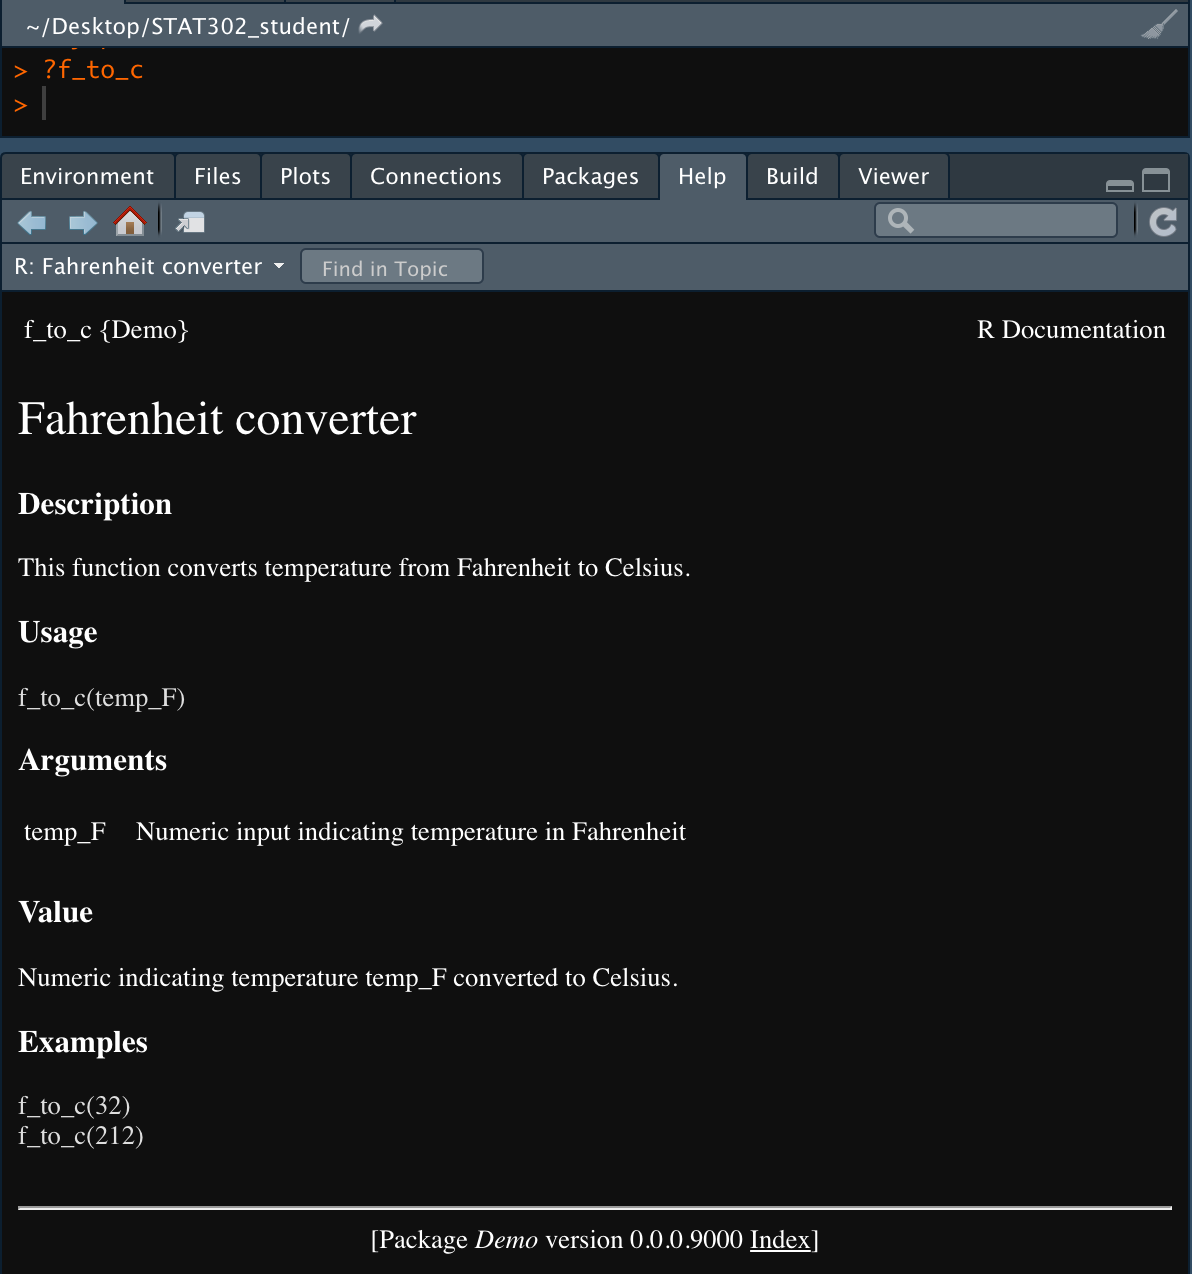 ~/Desktop/STAT302_student/
> ?f_to_c
>
Environment Files Plots Connections Packages Help Build Viewer
R: Fahrenheit converter Find in Topic
f_to_c {Demo} R Documentation
Fahrenheit converter
Description
This function converts temperature from Fahrenheit to Celsius.
Usage
f_to_c(temp_F)
Arguments
temp_F Numeric input indicating temperature in Fahrenheit
Value
Numeric indicating temperature temp_F converted to Celsius.
Examples
f_to_c(32)
f_to_c(212)
[Package Demo version 0.0.0.9000 Index]